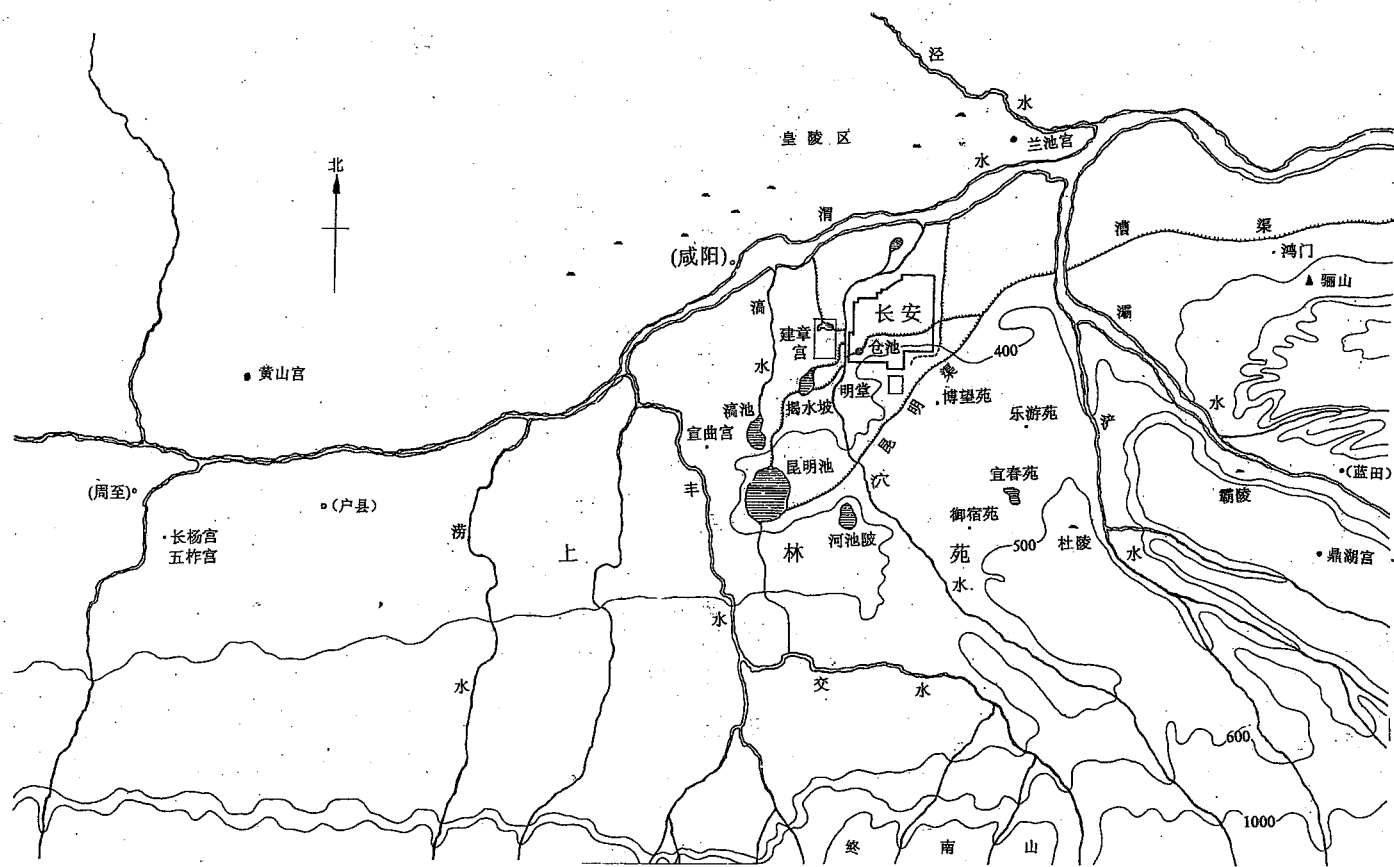 泾水
兰池宫
皇陵区
北
渭水
(咸阳)
漕渠
鸿门
骊山
长安
滈水
建章宫
仓池
灞水
400
黄山宫
揭水坡
明堂
昆明渠
博望苑
乐游苑
浐水
滈池
宣曲宫
昆明池
丰水
宜春苑
霸陵
(蓝田)
(周至)
(户县)
长杨宫
五柞宫
涝水
上林苑
河池陂
御宿苑
500
杜陵
鼎湖宫
泬水
交水
600
1000
终南山